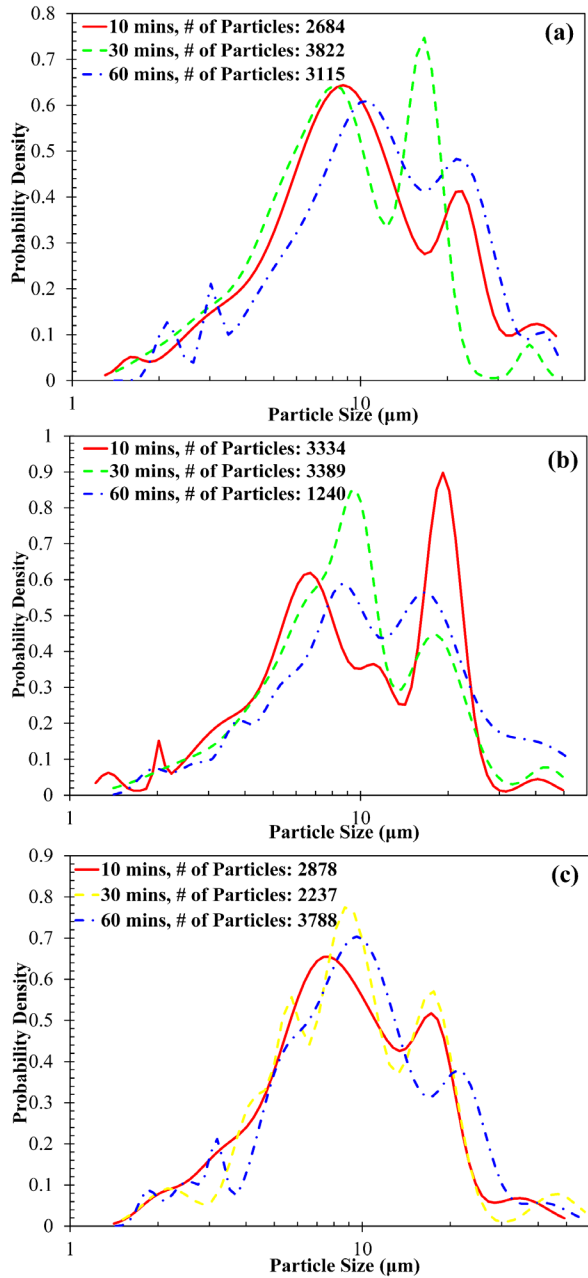 0.8
0.7
0.6
0.5
0.4
0.3
0.2
0.1
0
Probability Density
10 mins, # of Particles: 2684
30 mins, # of Particles: 3822
60 mins, # of Particles: 3115
(a)
1
10
Particle Size (μm)
1
0.9
0.8
0.7
0.6
0.5
0.4
0.3
0.2
0.1
0
Probability Density
10 mins, # of Particles: 3334
30 mins, # of Particles: 3389
60 mins, # of Particles: 1240
(b)
1
10
Particle Size (μm)
0.9
0.8
0.7
0.6
0.5
0.4
0.3
0.2
0.1
0
Probability Density
10 mins, # of Particles: 2878
30 mins, # of Particles: 2237
60 mins, # of Particles: 3788
(c)
1
10
Particle Size (μm)